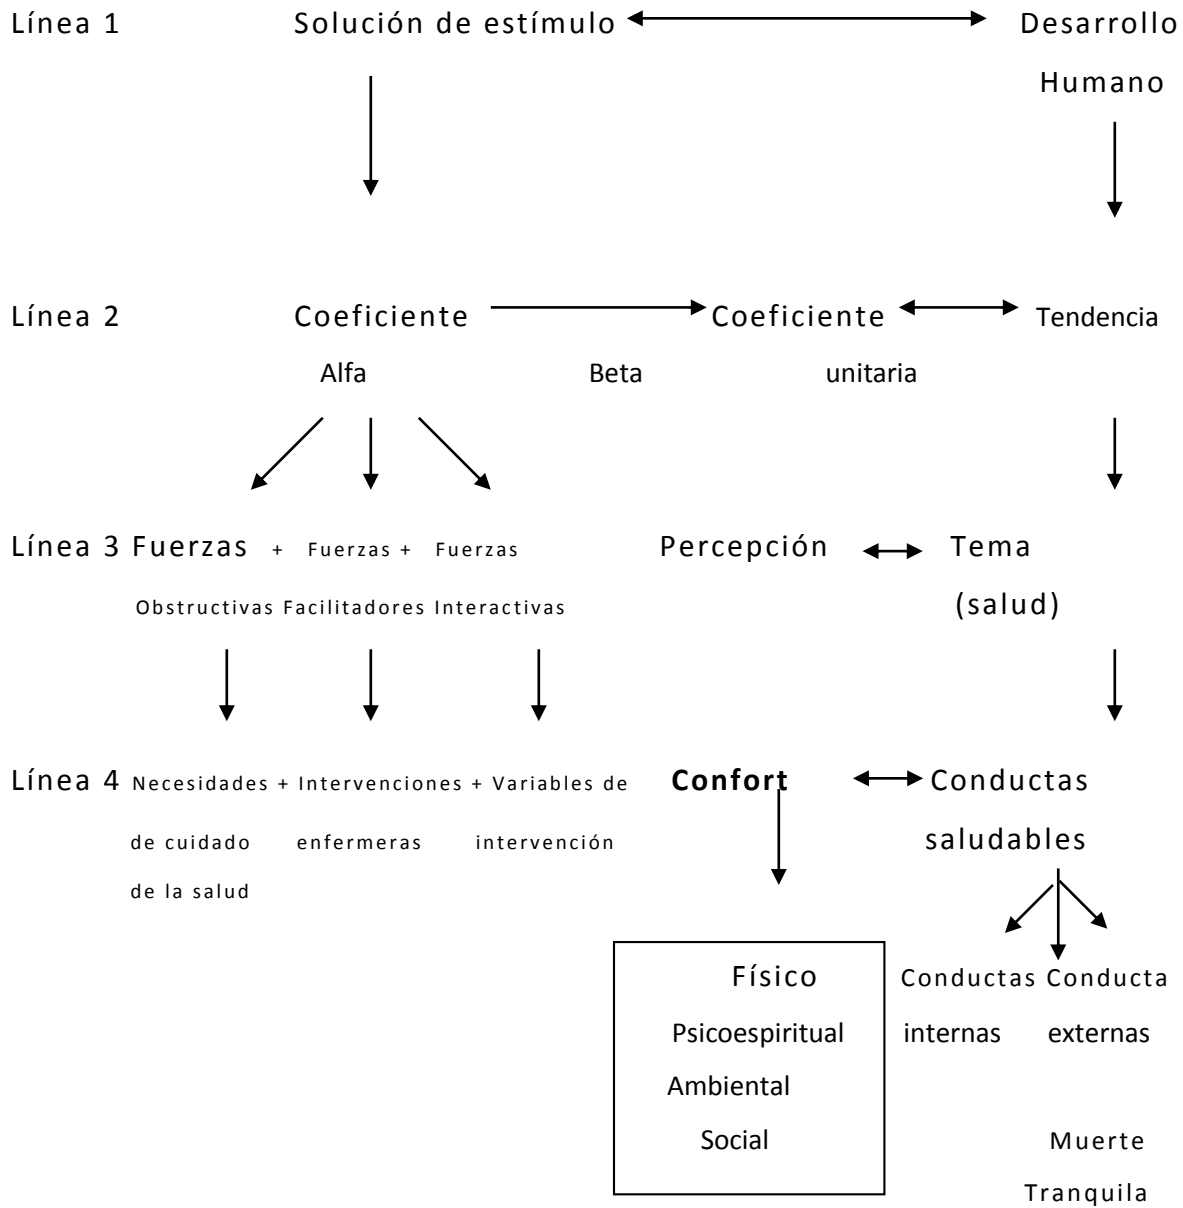 Línea 1 Solución de estímulo Desarrollo
Humano
Línea 2 Coeficiente Coeficiente Tendencia
Alfa Beta unitaria
Línea 3 Fuerzas + Fuerzas + Fuerzas Percepción Tema
Obstructivas Facilitadores Interactivas (salud)
Línea 4 Necesidades + Intervenciones + Variables de Confort Conductas
de cuidado enfermeras intervención saludables
de la salud
Físico Conductas Conducta
Psicoespiritual internas externas
Ambiental
Social Muerte
Tranquila